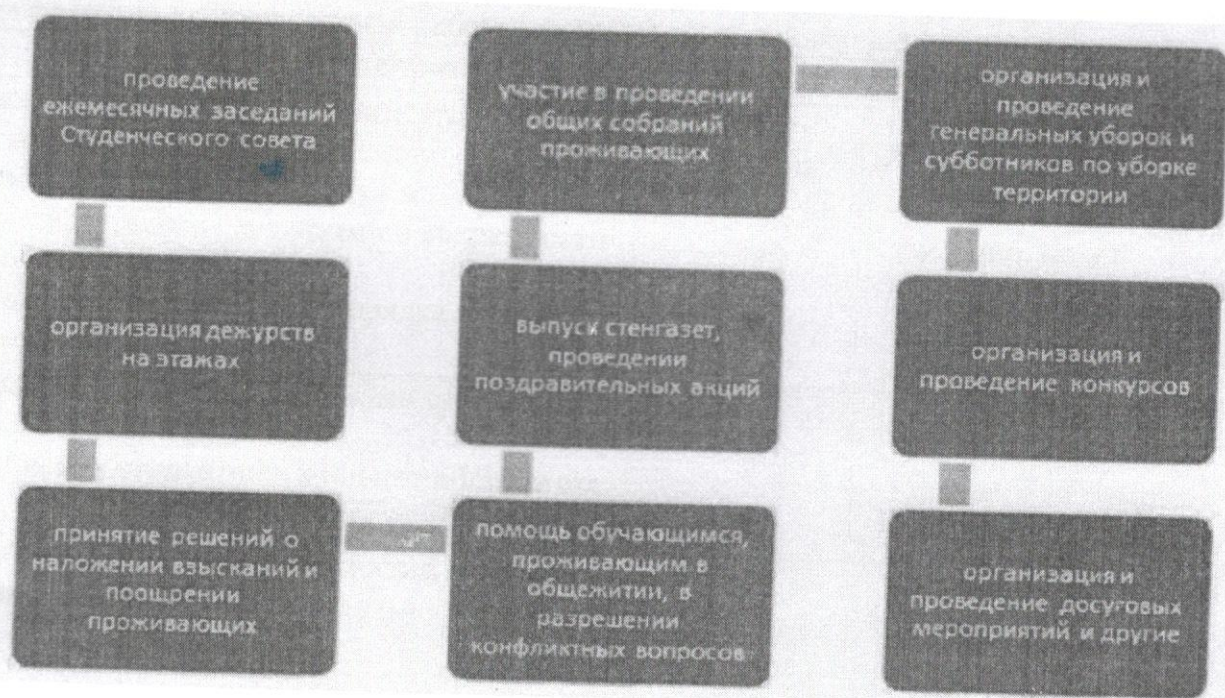 проведение
ежемесячных заседаний
Студенческого совета
организация дежурств
на этажах
принятие решений о
наложении взысканий и
поощрении
проживающих
помощь обучающимся,
проживающим в
общежитии, в
разрешении
конфликтных вопросов
выпуск стенгазет,
проведении
поздравительных акций
участие в проведении
общих собраний
проживающих
организация и
проведение
генеральных уборок и
субботников по уборке
территории
организация и
проведение конкурсов
организация и
проведение досуговых
мероприятий и другие